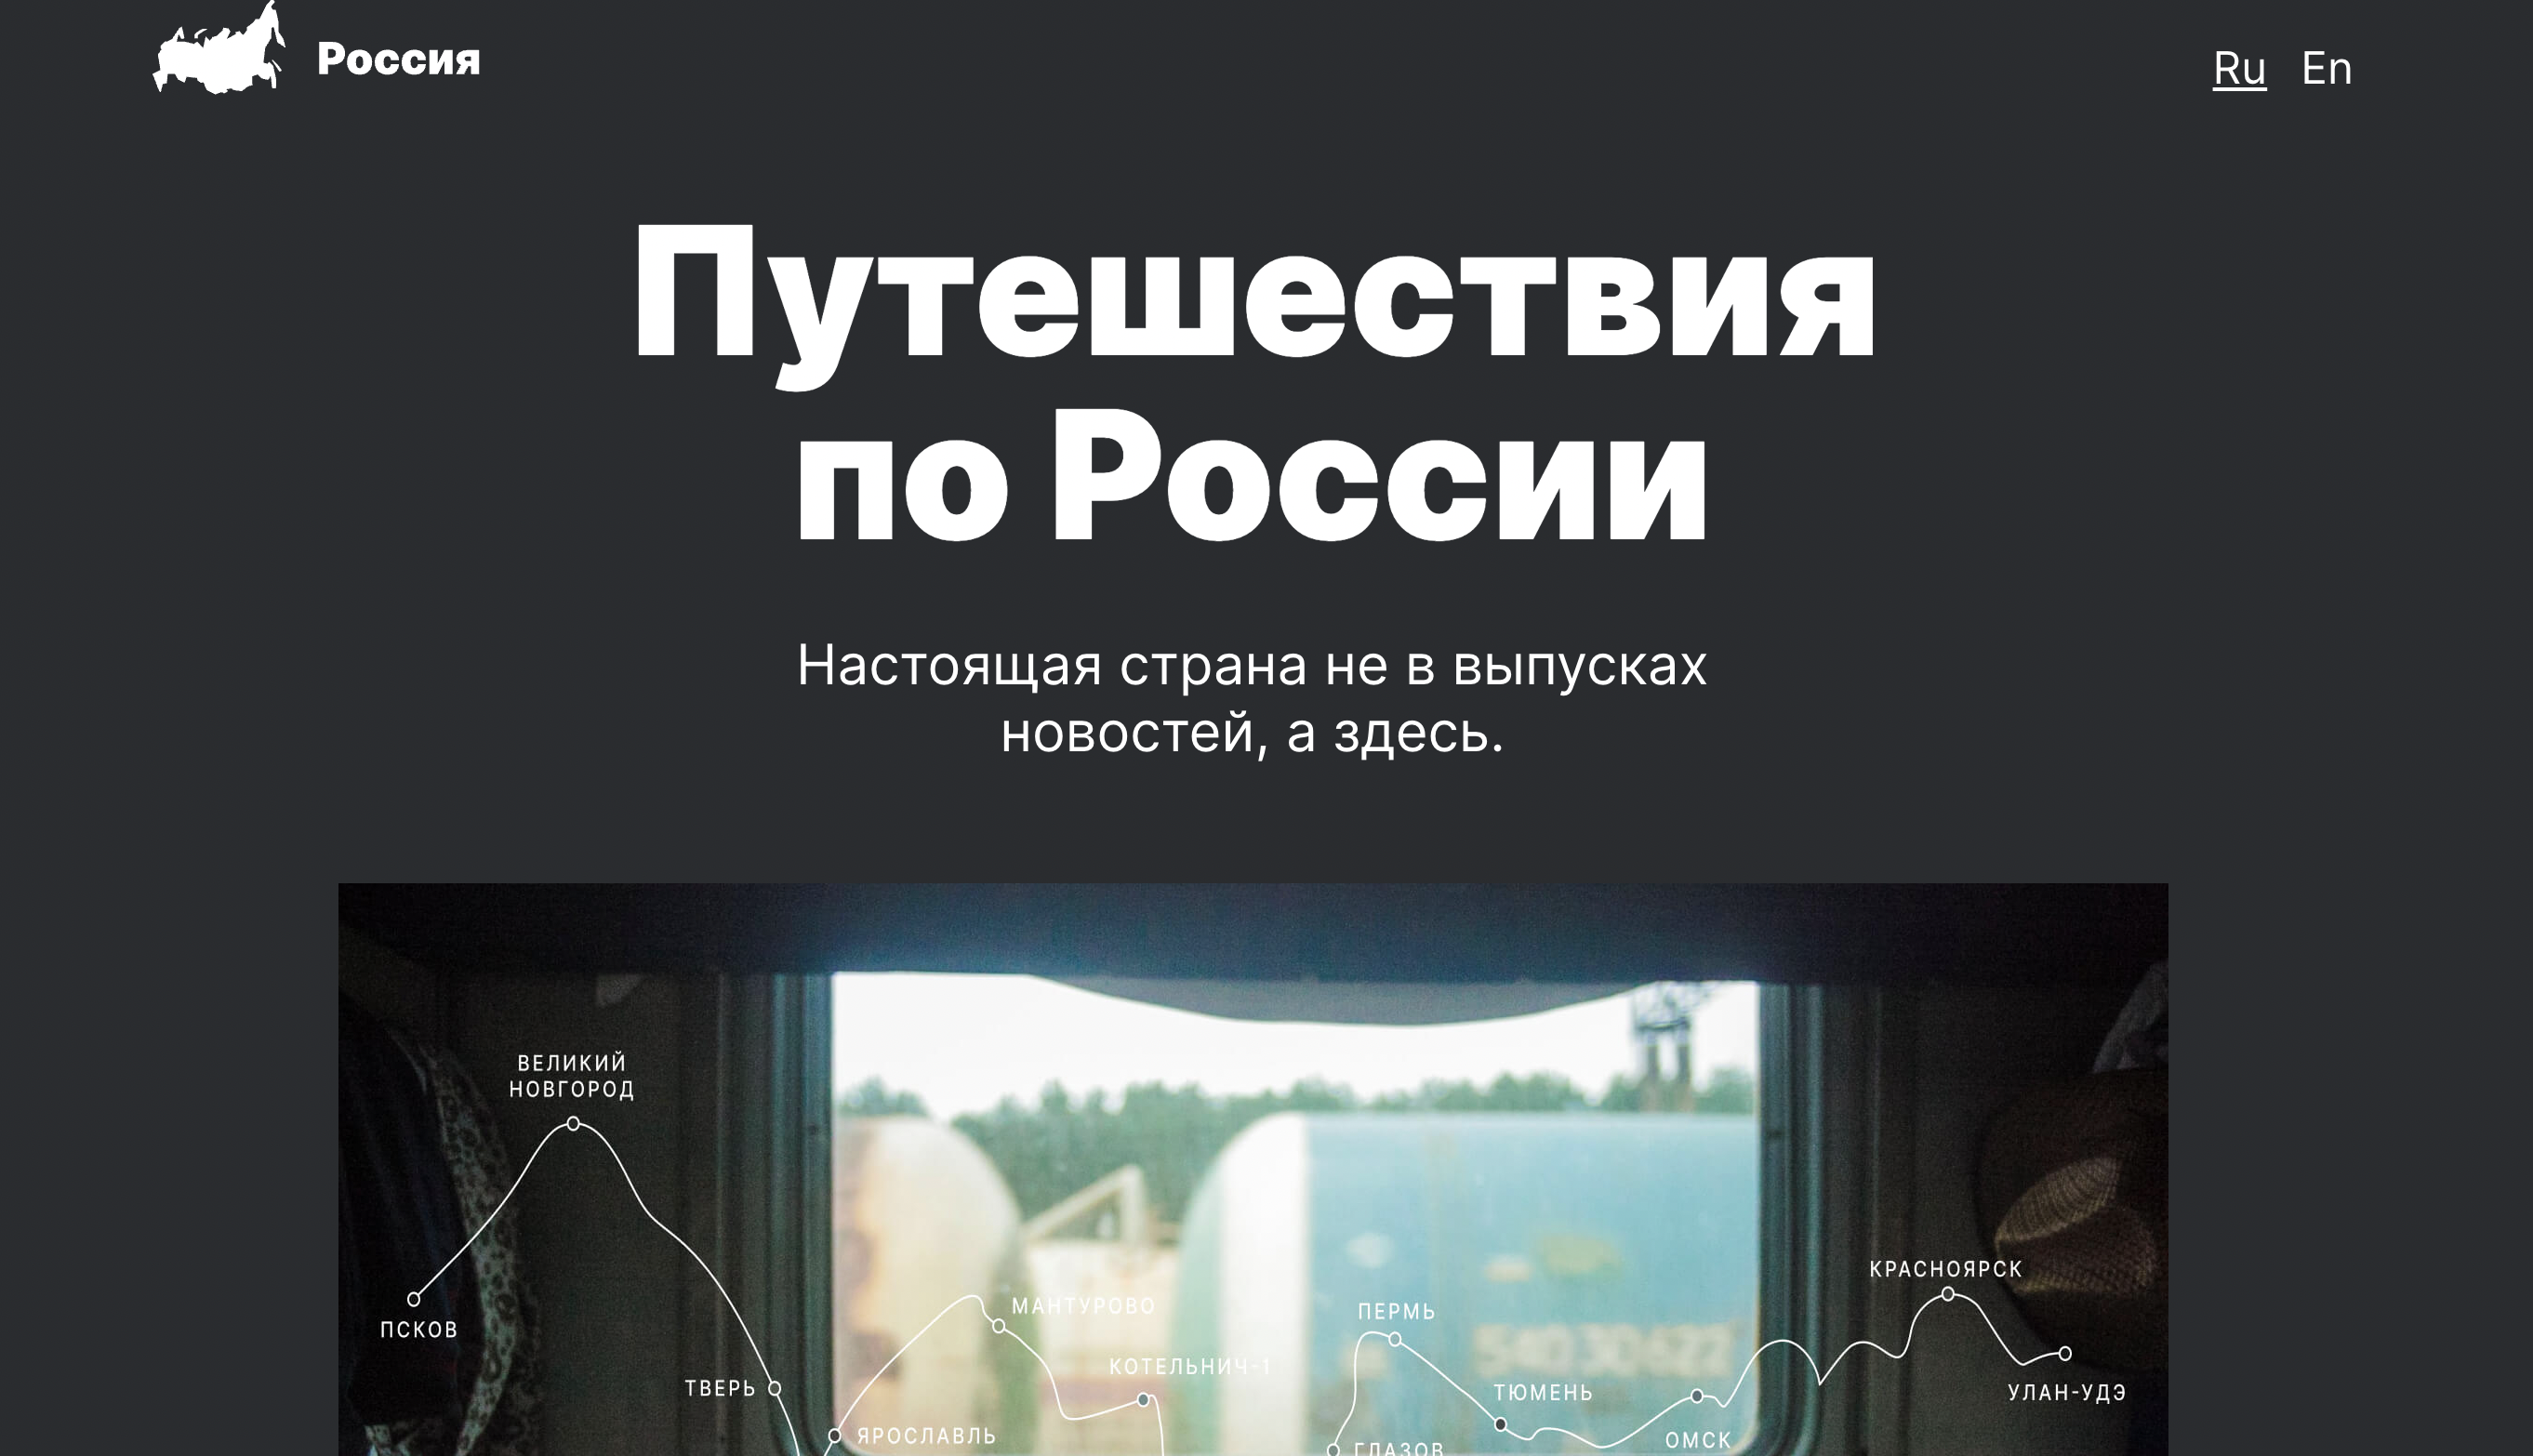 Россия
Ru En
Путешествия
по России
Настоящая страна не в выпусках
новостей, а здесь.
ВЕЛИКИЙ
НОВГОРОД
ПСКОВ
ТВЕРЬ
ЯРОСЛАВЛЬ
МАНТУРОВО
КОТЕЛЬНИЧ-1
ПЕРМЬ
ГЛАЗОВ
ТЮМЕНЬ
ОМСК
КРАСНОЯРСК
УЛАН-УДЭ